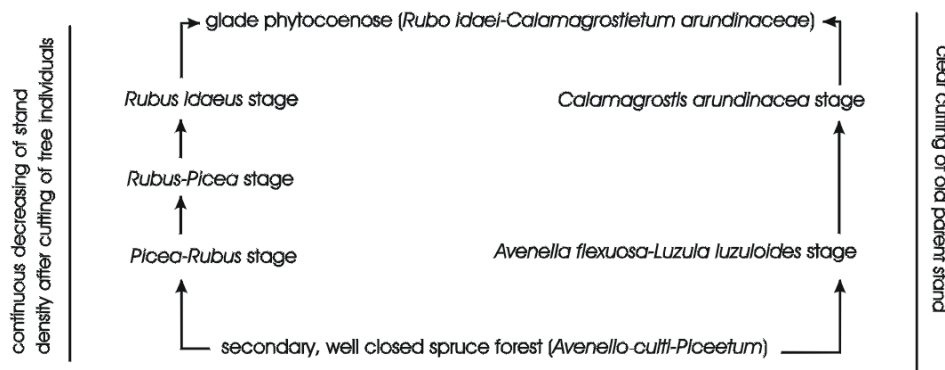 glade phytocoenose (Rubo idaei-Calamagrostietum arundinaceae)
continuous decreasing of stand
density after cutting of tree individuals
Rubus idaeus stage
Calamagrostis arundinacea stage
Rubus-Picea stage
Picea-Rubus stage
Avenella flexuosa-Luzula luzuloides stage
clear cutting of old parent stand
secondary, well closed spruce forest (Avenello-culti-Piceetum)